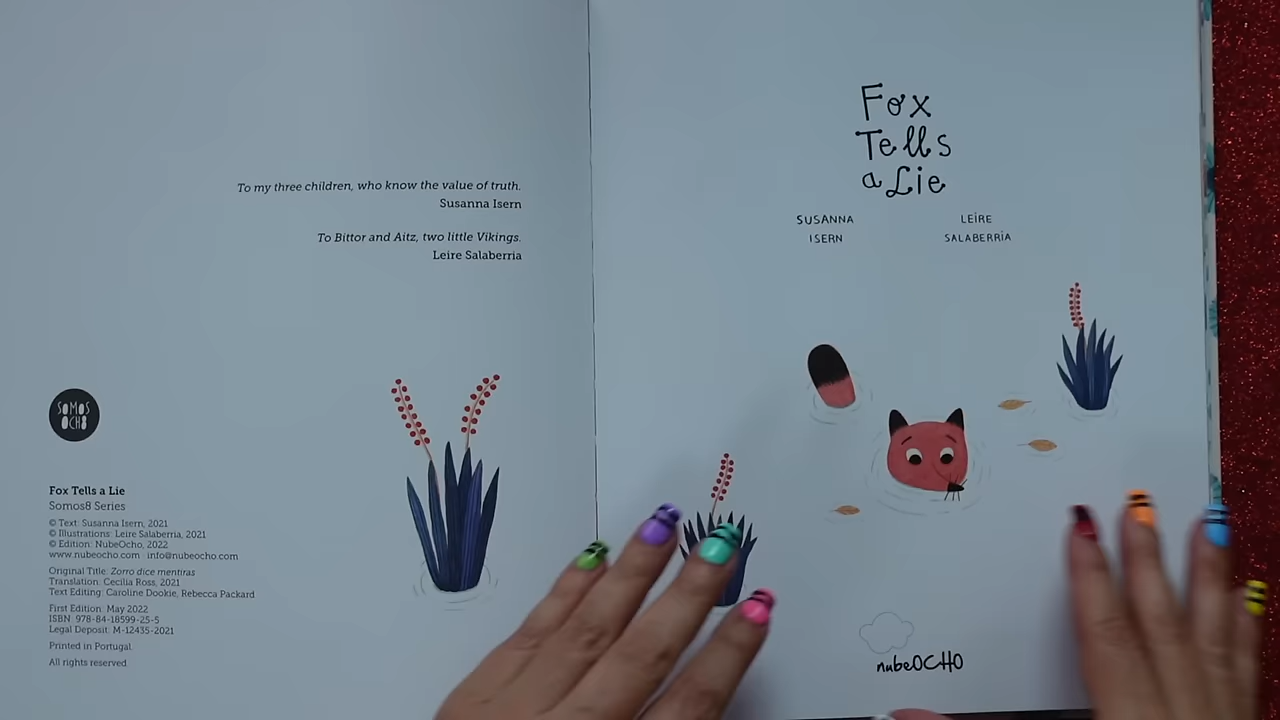 To my three children, who know the value of truth.
Susanna Isern
To Bittor and Aitz, two little Vikings.
Leire Salaberria
SOMOS
OCHO
Fox Tells a Lie
Somos8 Series
© Text: Susanna Isern, 2021
© Illustrations: Leire Salaberria, 2021
© Edition: NubeOcho, 2022
www.nubeocho.com info@nubeocho.com
Original Title: Zorro dice mentiras
Translation: Cecilia Ross, 2021
Text Editing: Caroline Dookie, Rebecca Packard
First Edition: May 2022
ISBN: 978-84-18599-25-5
Legal Deposit: M-12435-2021
Printed in Portugal.
All rights reserved
Fox
Tells
a Lie
SUSANNA
ISERN
LEIRE
SALABERRIA
nubeOCHO